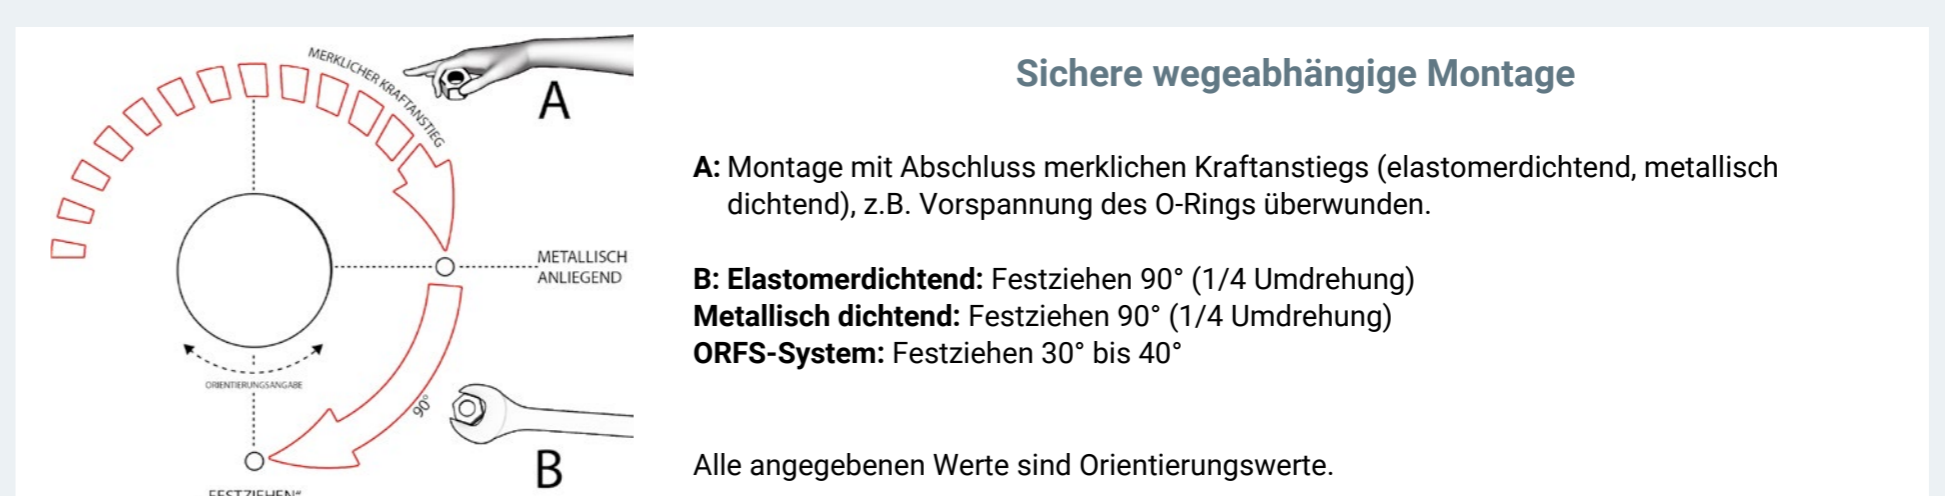 MERKLICHER KRAFTANSTIEG
A
METALLISCH
ANLIEGEND
ORIENTIERUNGSANGABE
90°
B
FESTZIEHEN"
Sichere wegeabhängige Montage
A: Montage mit Abschluss merklichen Kraftanstiegs (elastomerdichtend, metallisch
dichtend), z.B. Vorspannung des O-Rings überwunden.
B: Elastomerdichtend: Festziehen 90° (1/4 Umdrehung)
Metallisch dichtend: Festziehen 90° (1/4 Umdrehung)
ORFS-System: Festziehen 30° bis 40°
Alle angegebenen Werte sind Orientierungswerte.